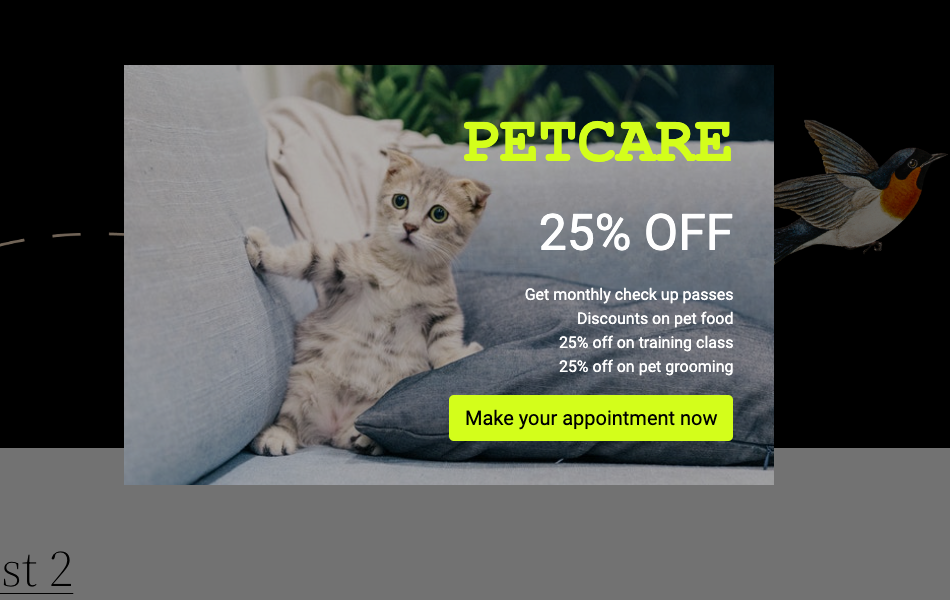 PETCARE
25% OFF
Get monthly check up passes
Discounts on pet food
25% off on training class
25% off on pet grooming
Make your appointment now
st 2